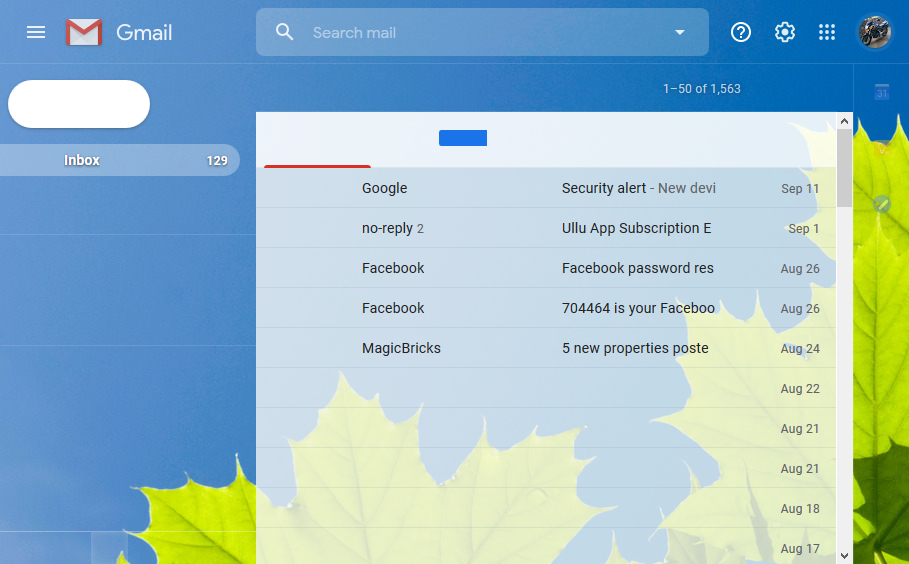 Gmail
Search mail
1–50 of 1,563
31
Inbox 129
Google Security alert - New devi Sep 11
no-reply 2 Ullu App Subscription E Sep 1
Facebook Facebook password res Aug 26
Facebook 704464 is your Faceboo Aug 26
MagicBricks 5 new properties poste Aug 24
Aug 22
Aug 21
Aug 21
Aug 18
Aug 17